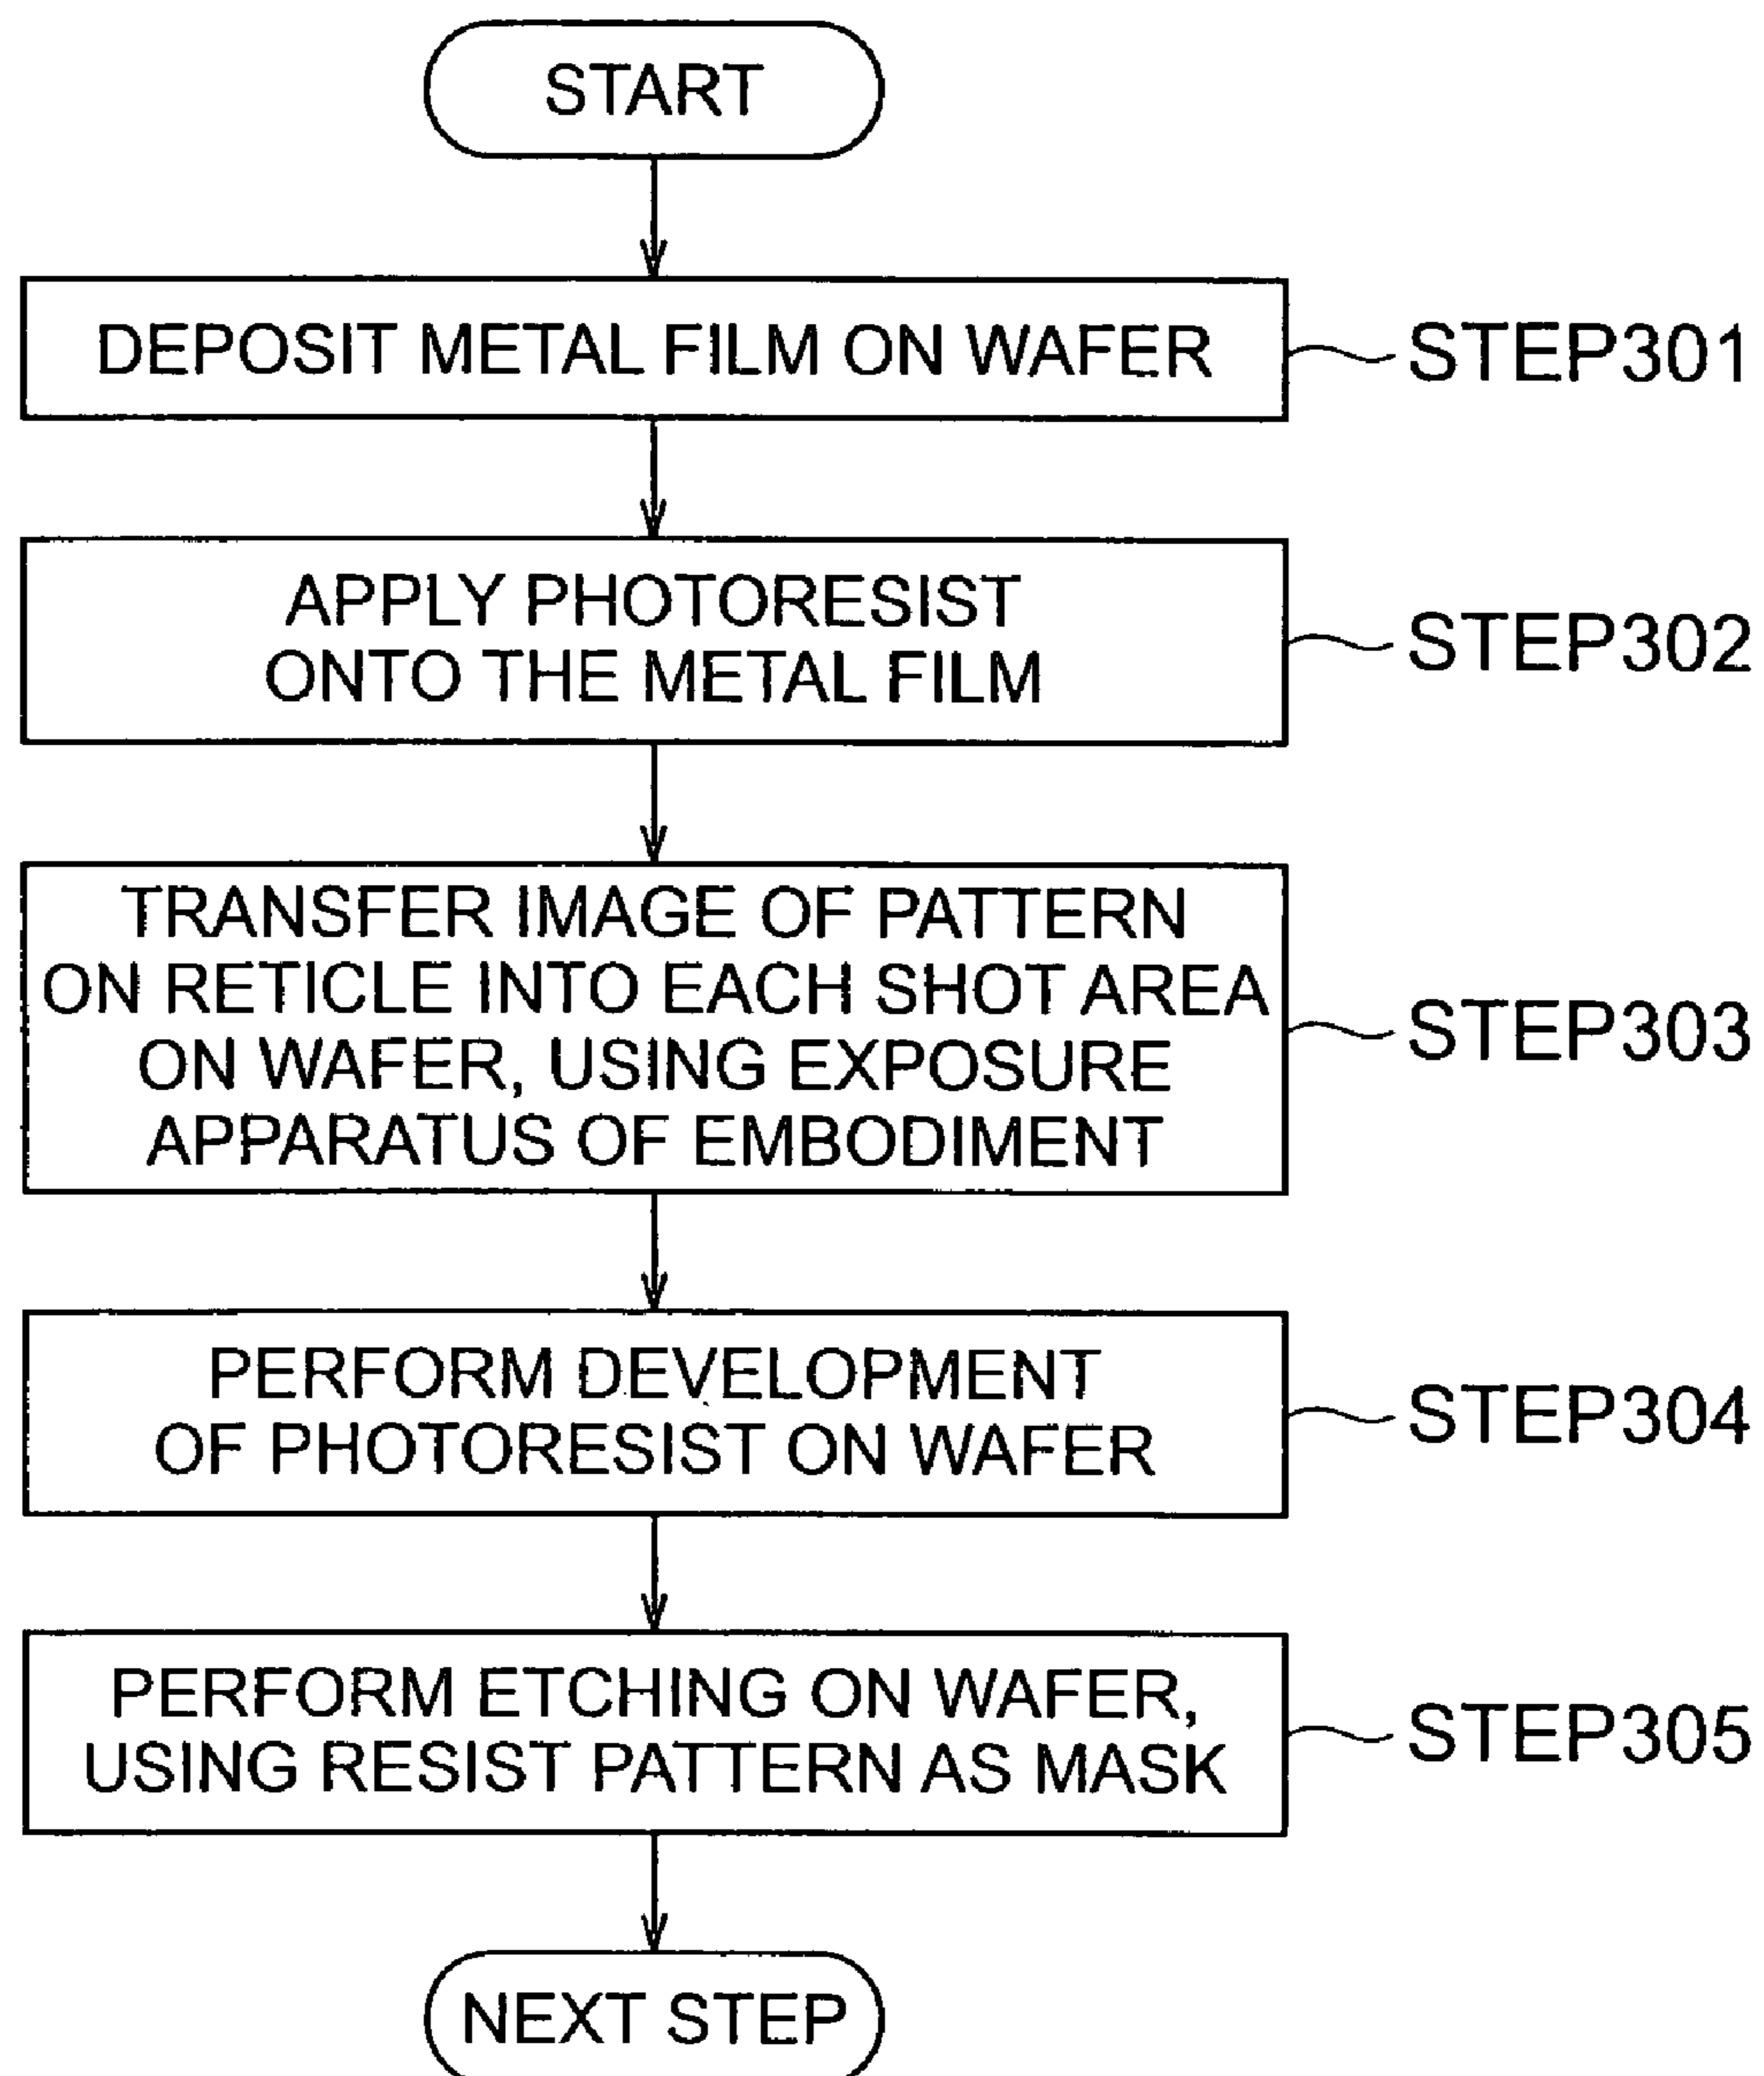 START
DEPOSIT METAL FILM ON WAFER
STEP301
APPLY PHOTORESIST
ONTO THE METAL FILM
STEP302
TRANSFER IMAGE OF PATTERN
ON RETICLE INTO EACH SHOT AREA
ON WAFER, USING EXPOSURE
APPARATUS OF EMBODIMENT
STEP303
PERFORM DEVELOPMENT
OF PHOTORESIST ON WAFER
STEP304
PERFORM ETCHING ON WAFER,
USING RESIST PATTERN AS MASK
STEP305
NEXT STEP